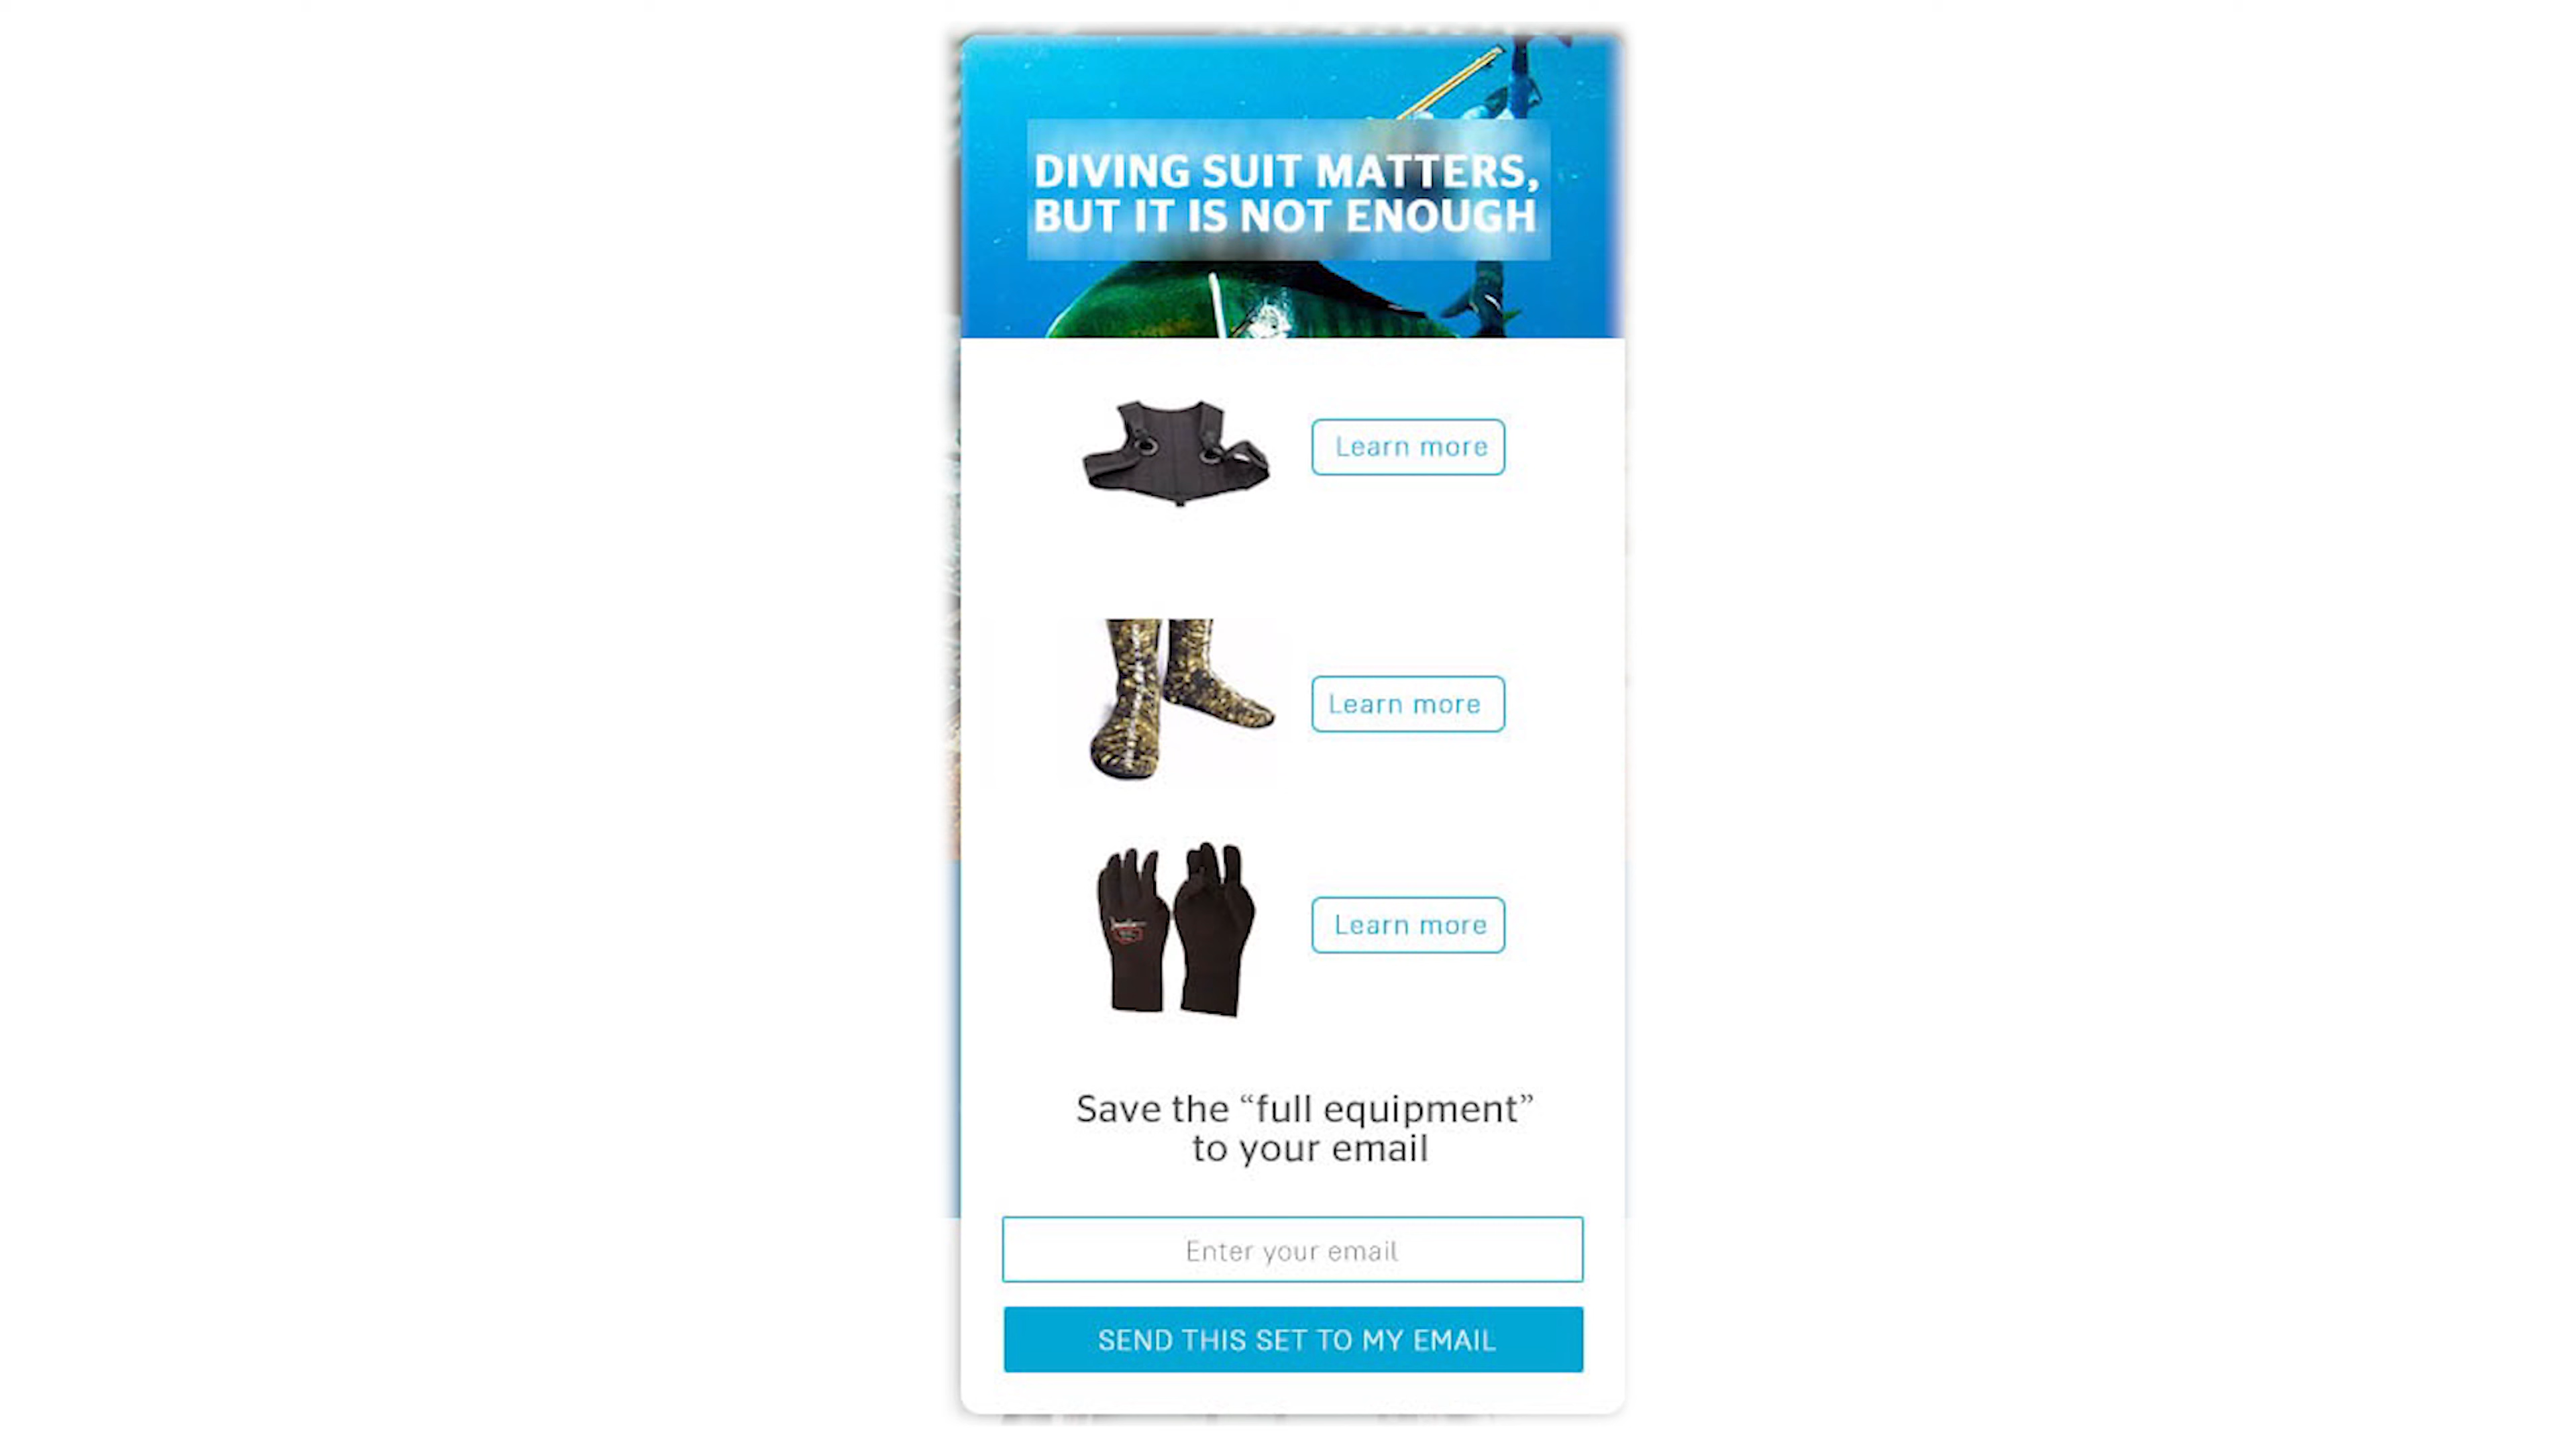 DIVING SUIT MATTERS,
BUT IT IS NOT ENOUGH
Learn more
Learn more
Learn more
Save the “full equipment”
to your email
Enter your email
SEND THIS SET TO MY EMAIL